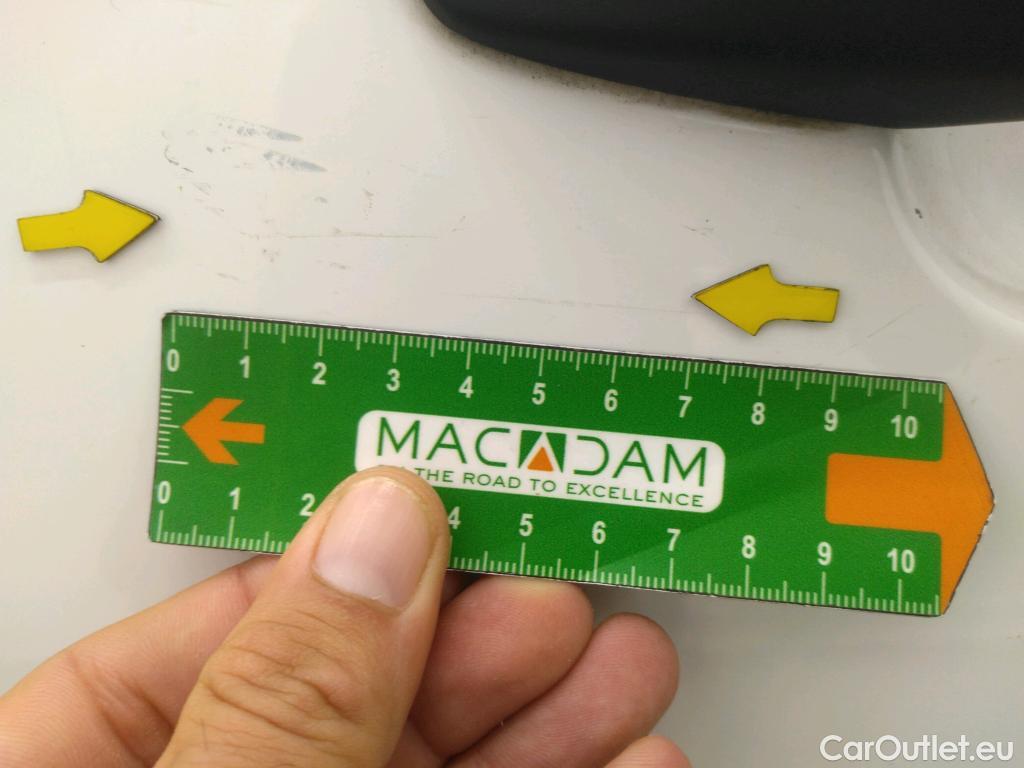 0 1 2 3 4 5 6 7 8 9 10
MACADAM
THE ROAD TO EXCELLENCE
0 1 2 4 5 6 7 8 9 10
CarOutlet.eu